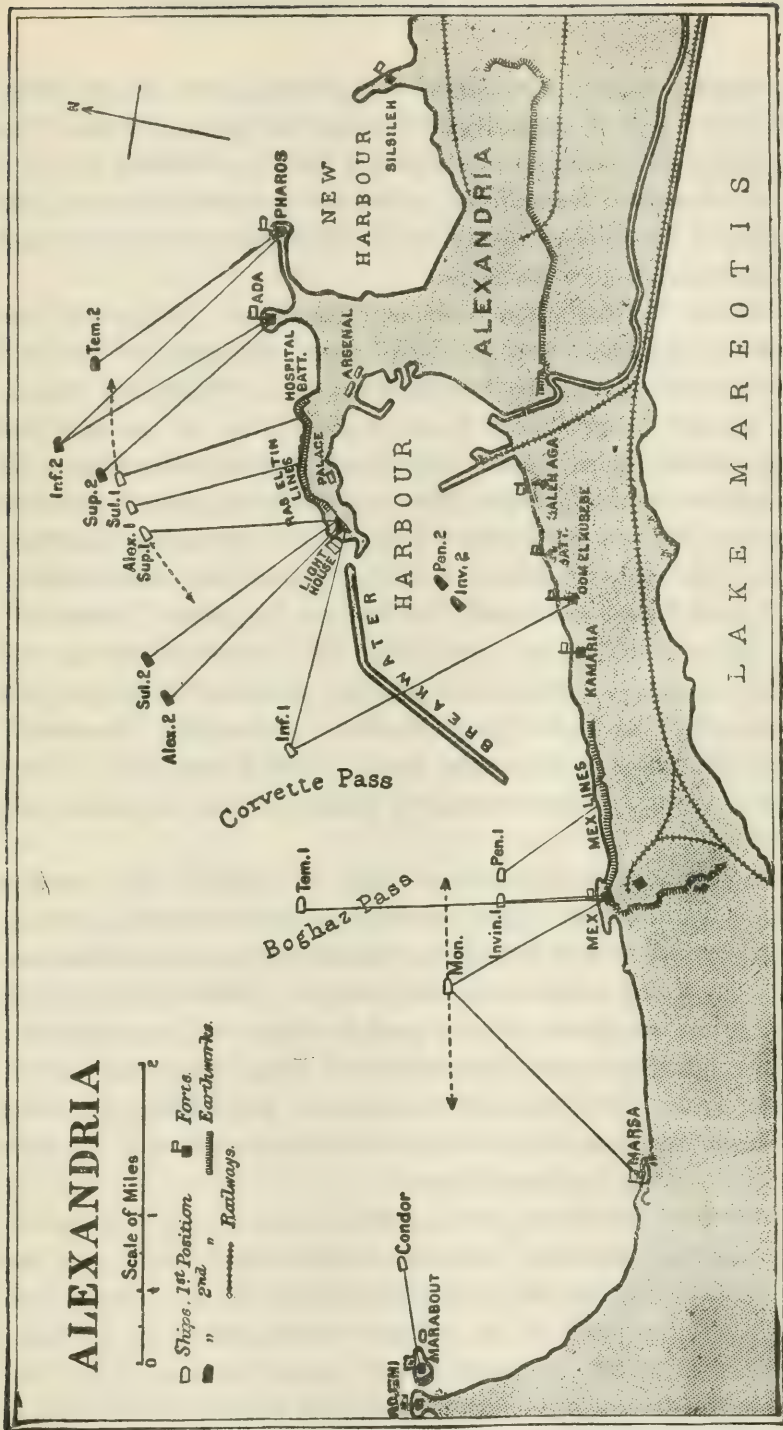 ALEXANDRIA
Scale of Miles
0 1 2
Ships. 1st Position
" 2nd "
Forts.
Earthworks.
Railways.
N
Tem.2
Inf.2
Sup.2
Sul.1
Alex.1
Sup.1
Sul.2
Alex.2
Inf.1
Corvette Pass
Tem.1
Boghaz Pass
Mon.
Invin.1
Pen.1
Condor
ADJEMI
MARABOUT
MARSA
MEX
MEX LINES
KAMARIA
OOM EL KUBEBE
BATT.
SALEH AGA
BREAKWATER
HARBOUR
Pen.2
Inv.2
LIGHT
HOUSE
PALACE
RAS EL TIN
LINES
HOSPITAL
BATT.
ARSENAL
ADA
PHAROS
NEW
HARBOUR
SILSILEH
ALEXANDRIA
LAKE MAREOTIS